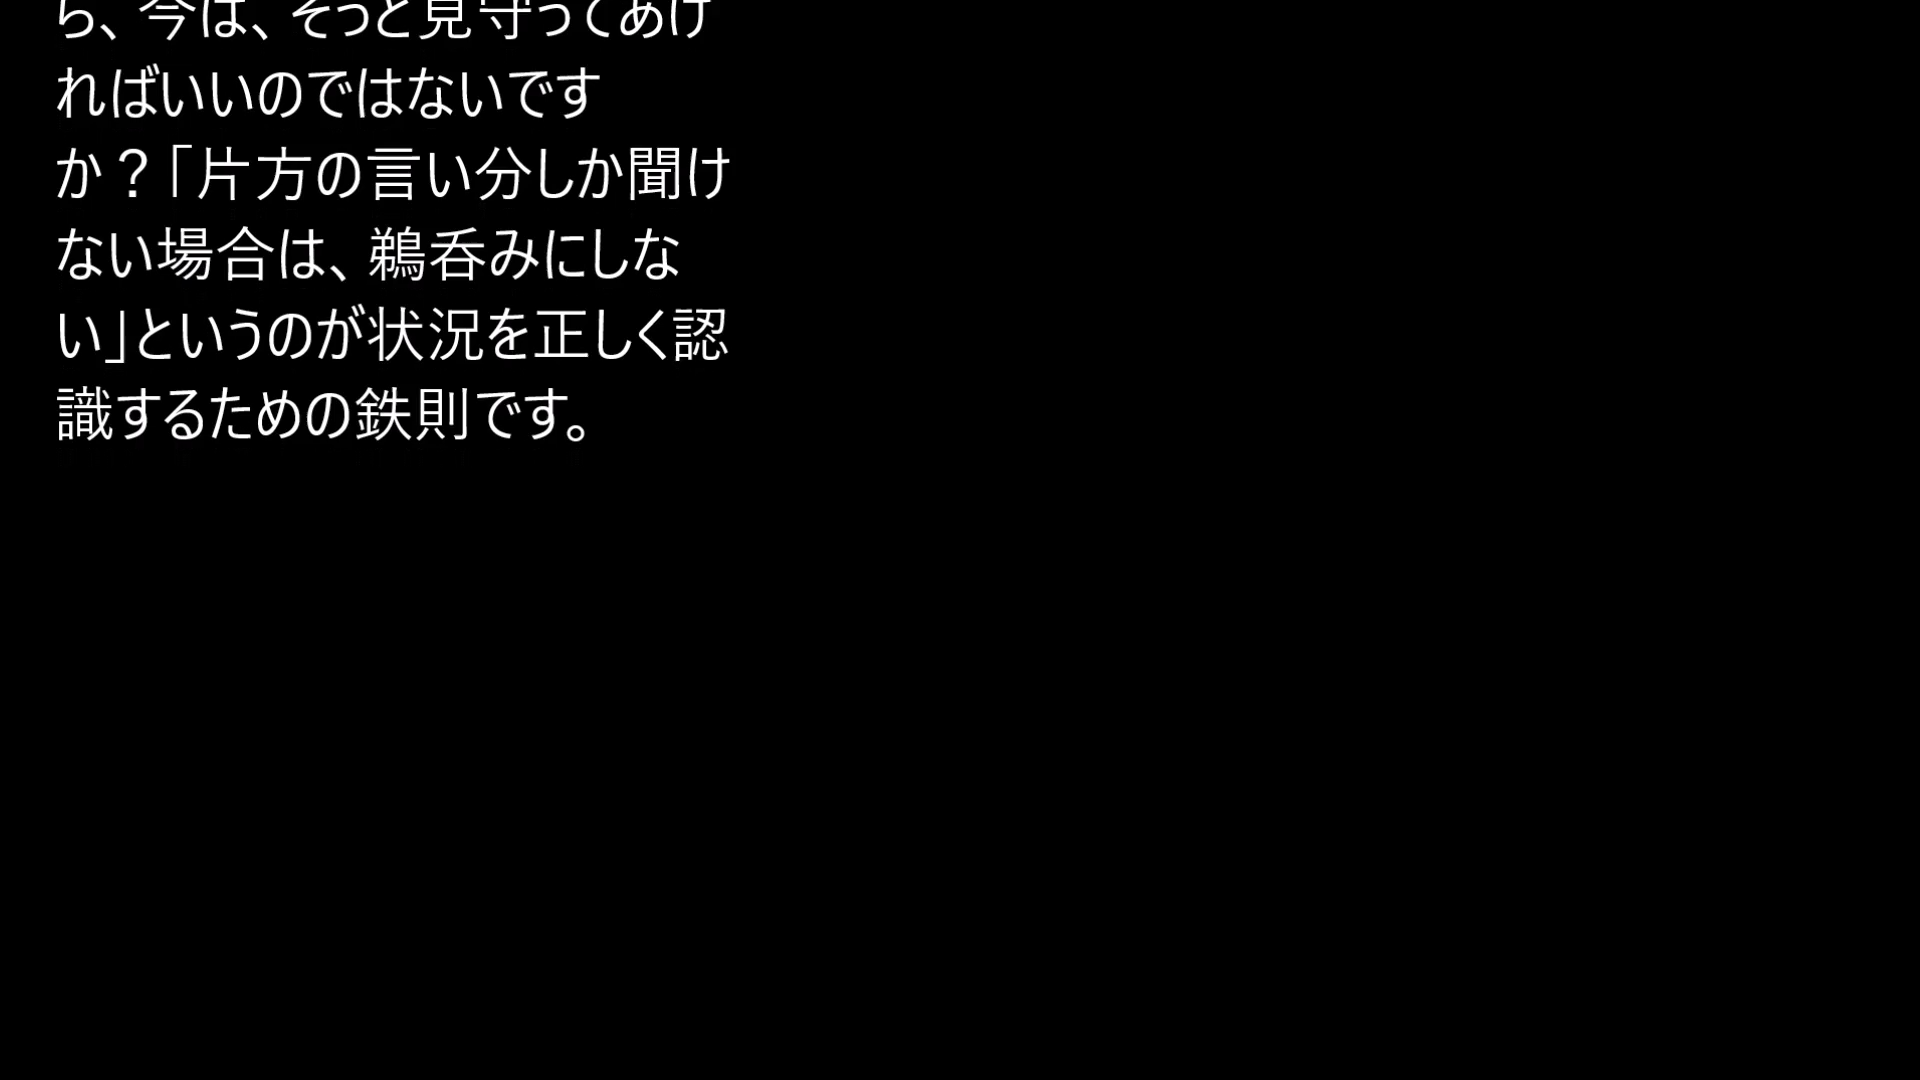 ら、今は、そっと見守ってあけ
ればいいのではないです
か？「片方の言い分しか聞け
ない場合は、鵜呑みにしな
い」というのが状況を正しく認
識するための鉄則です。